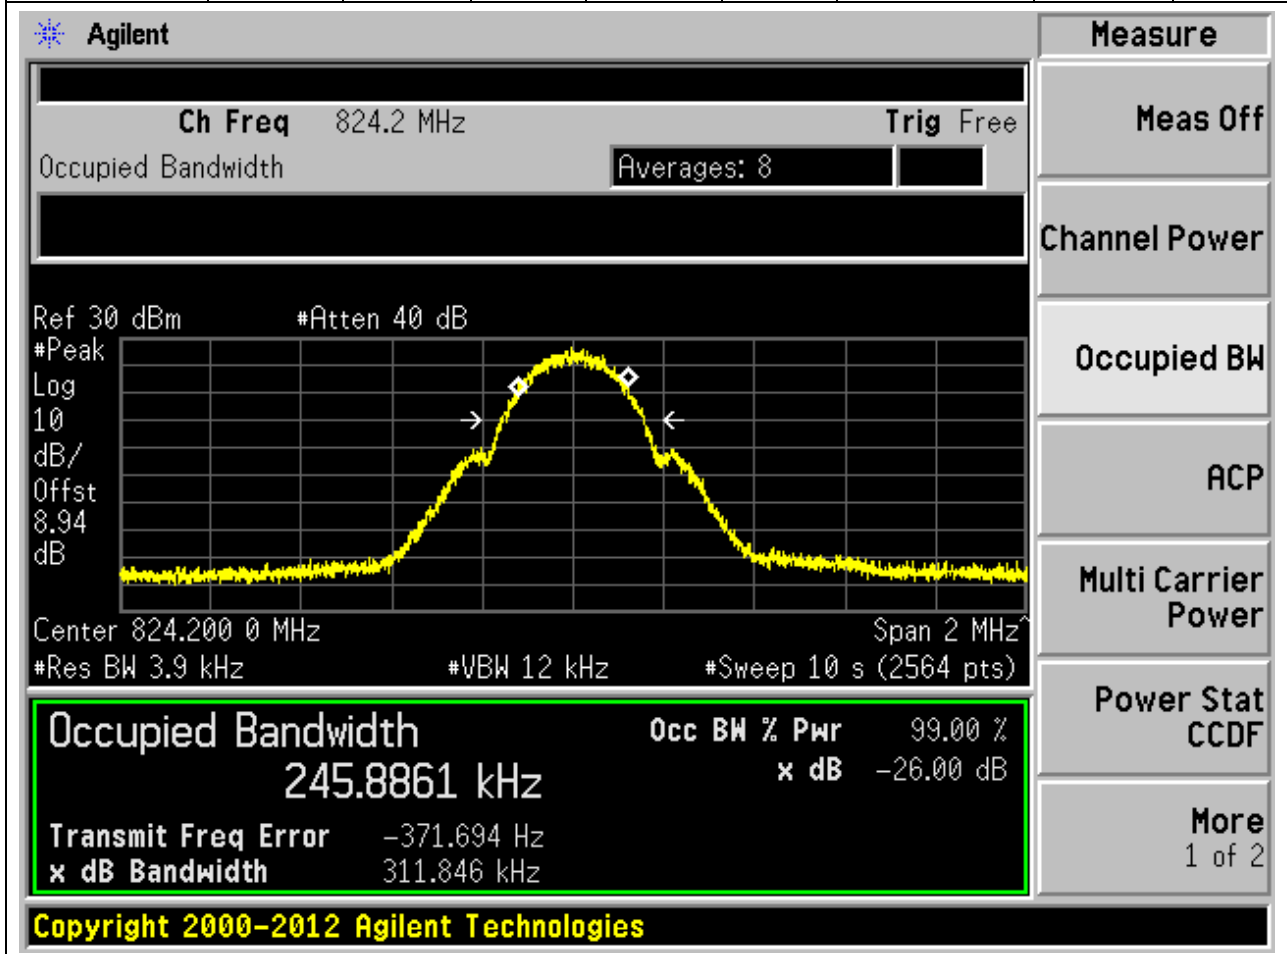 Agilent
Measure
Ch Freq 824.2 MHz Trig Free
Meas Off
Occupied Bandwidth Averages: 8
Channel Power
Ref 30 dBm #Atten 40 dB
#Peak
Log
10
dB/
Offst
8.94
dB
Occupied BW
ACP
Center 824.200 0 MHz Span 2 MHz^
#Res BW 3.9 kHz #VBW 12 kHz #Sweep 10 s (2564 pts)
Multi Carrier
Power
Occupied Bandwidth Occ BW % Pwr 99.00 %
245.8861 kHz x dB -26.00 dB
Power Stat
CCDF
Transmit Freq Error -371.694 Hz
x dB Bandwidth 311.846 kHz
More
1 of 2
Copyright 2000-2012 Agilent Technologies